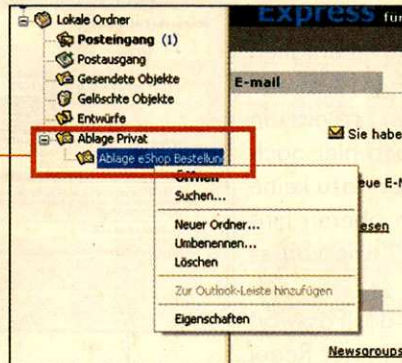 Lokale Ordner
Posteingang (1)
Postausgang
Gesendete Objekte
Gelöschte Objekte
Entwürfe
Ablage Privat
Ablage eShop Bestellung
Express für
E-mail
Sie habe
eue E-M
esen
Newsgroups
Öffnen
Suchen...
Neuer Ordner...
Umbenennen...
Löschen
Zur Outlook-Leiste hinzufügen
Eigenschaften